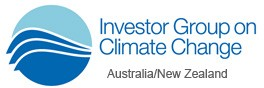 Investor Group on
Climate Change
Australia/New Zealand